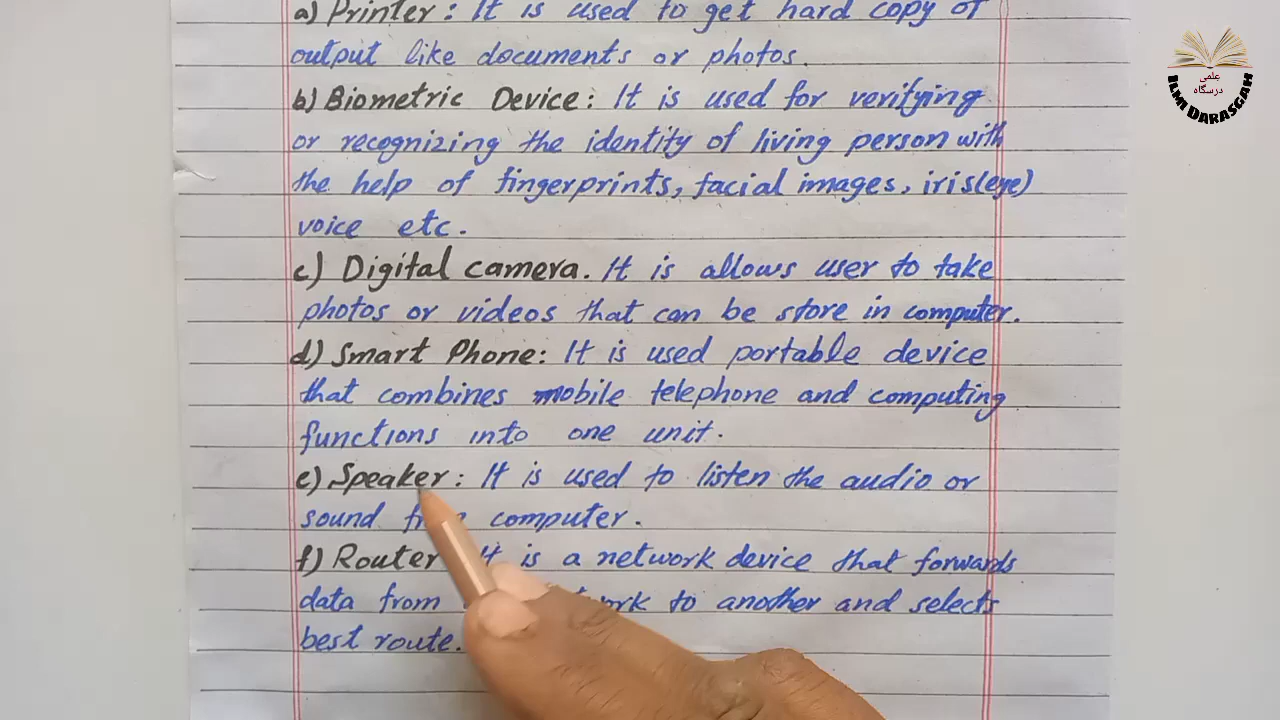 a) Printer: It is used to get hard copy of
output like documents or photos.
b) Biometric Device: It is used for verifying
or recognizing the identity of living person with
the help of fingerprints, facial images, iris(eye)
voice etc.
c) Digital camera. It is allows user to take
photos or videos that can be store in computer.
d) Smart Phone: It is used portable device
that combines mobile telephone and computing
functions into one unit.
e) Speaker: It is used to listen the audio or
sound computer.
f) Router It is a network device that forwards
data from to another and selects
best route.
علمی
درسگاہ
ILMI DARASGAH